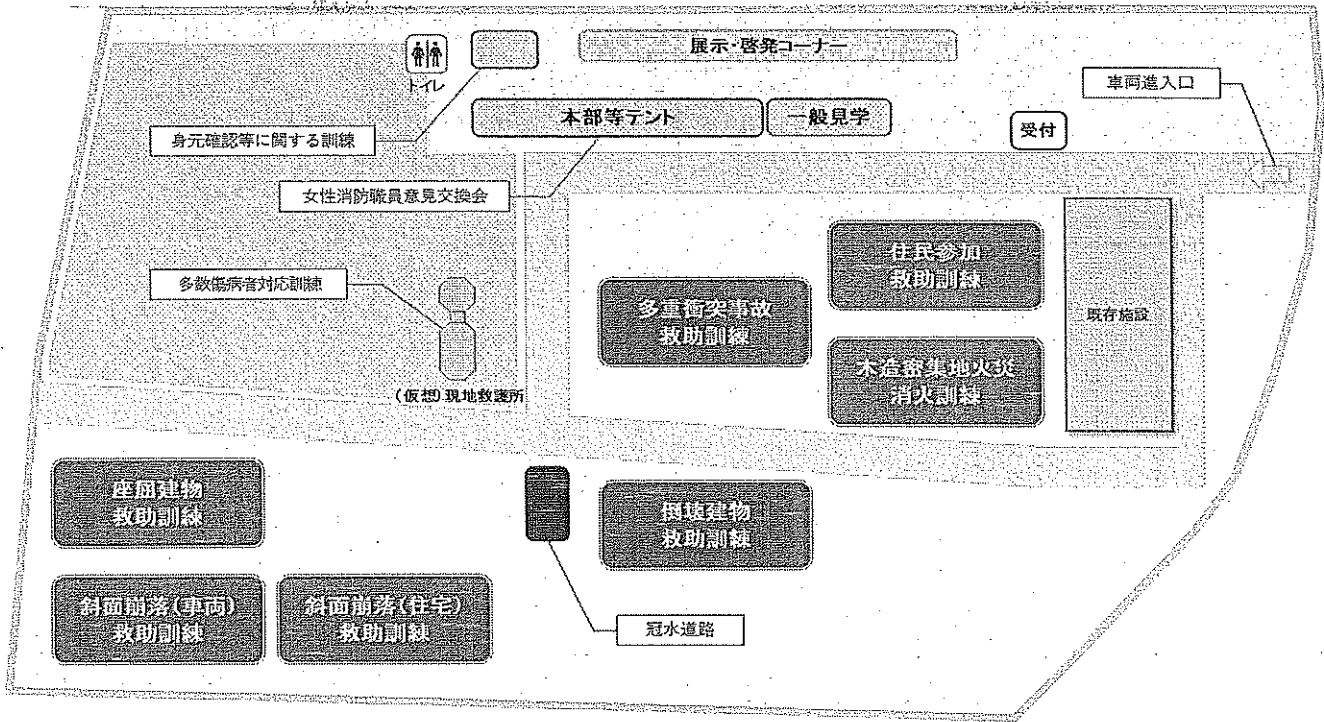 展示・啓発コーナー
トイレ
車両進入口
本部等テント
一般見学
受付
身元確認等に関する訓練
女性消防職員意見交換会
住民参加
救助訓練
多数傷病者対応訓練
多重衝突事故
救助訓練
既存施設
木造密集地火災
消火訓練
(仮想)現地救護所
座屈建物
救助訓練
倒壊建物
救助訓練
斜面崩落(車両)
救助訓練
斜面崩落(住宅)
救助訓練
冠水道路